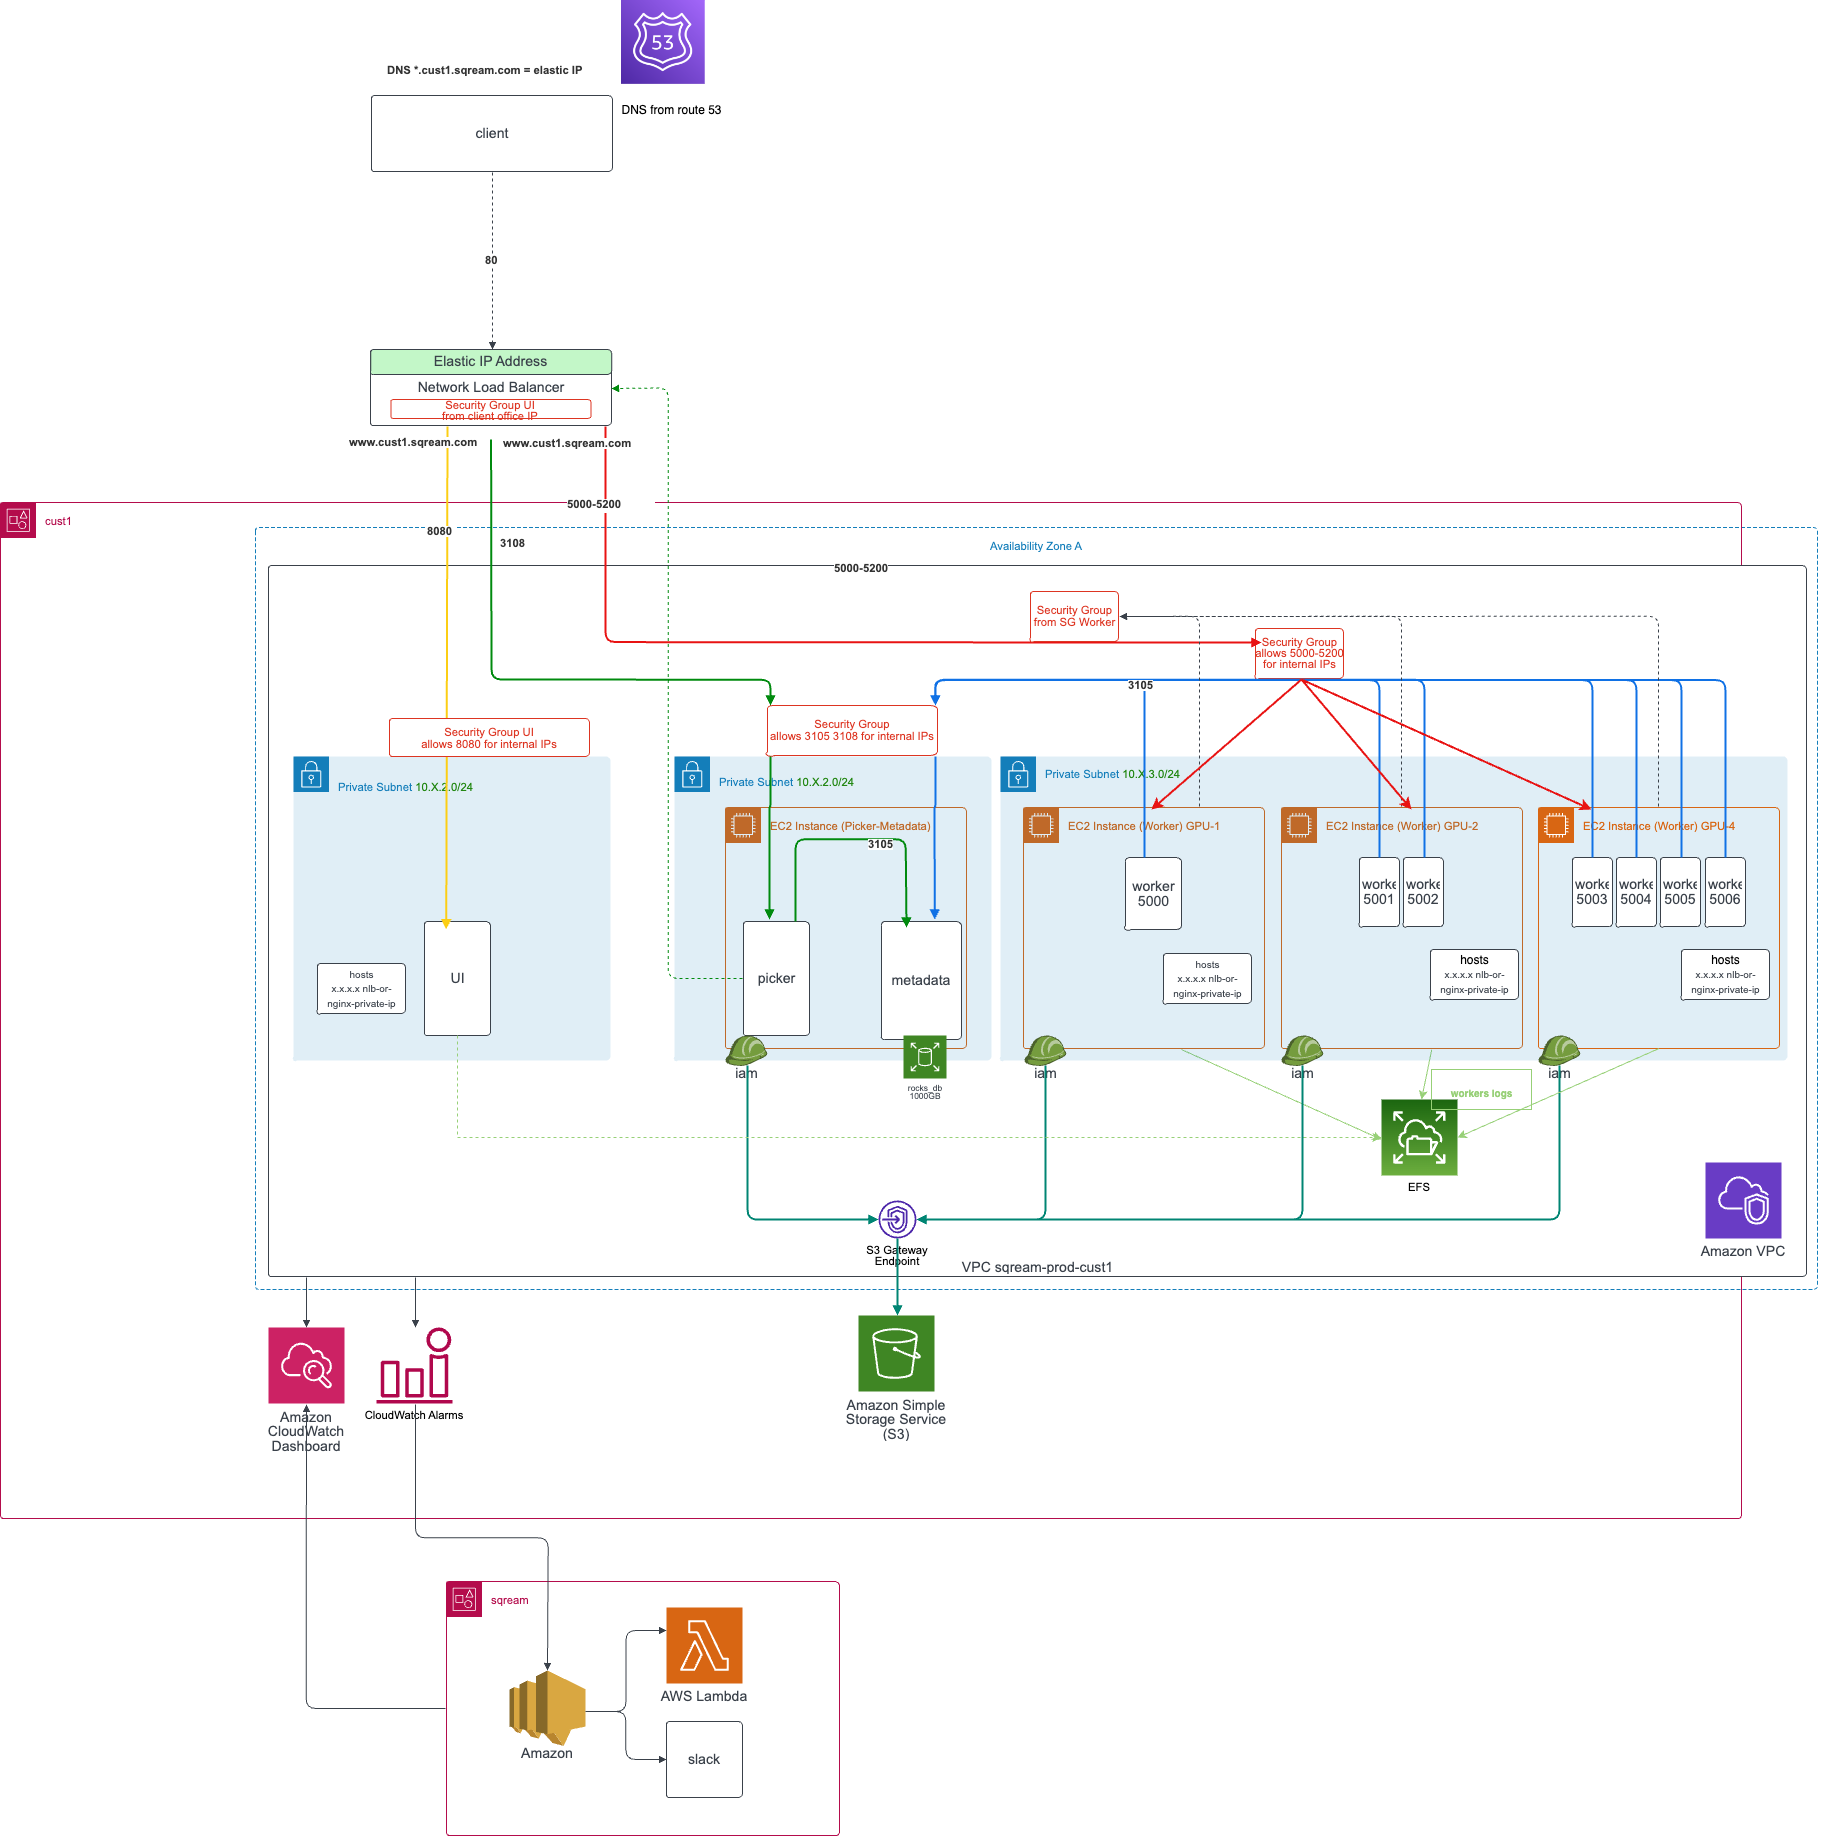 53
DNS *.cust1.sqream.com = elastic IP
DNS from route 53
client
80
Elastic IP Address
Network Load Balancer
Security Group UI
from client office IP
www.cust1.sqream.com
www.cust1.sqream.com
5000-5200
cust1
8080
3108
Availability Zone A
5000-5200
Security Group
from SG Worker
Security Group
allows 5000-5200
for internal IPs
3105
Security Group UI
allows 8080 for internal IPs
Security Group
allows 3105 3108 for internal IPs
Private Subnet 10.X.2.0/24
Private Subnet 10.X.2.0/24
Private Subnet 10.X.3.0/24
EC2 Instance (Picker-Metadata)
EC2 Instance (Worker) GPU-1
EC2 Instance (Worker) GPU-2
EC2 Instance (Worker) GPU-4
3105
worker
5000
worke
5001
worke
5002
worke
5003
worke
5004
worke
5005
worke
5006
hosts
x.x.x.x nlb-or-
nginx-private-ip
UI
picker
metadata
hosts
x.x.x.x nlb-or-
nginx-private-ip
hosts
x.x.x.x nlb-or-
nginx-private-ip
hosts
x.x.x.x nlb-or-
nginx-private-ip
iam
rocks_db
1000GB
iam
iam
iam
workers logs
EFS
S3 Gateway
Endpoint
VPC sqream-prod-cust1
Amazon VPC
Amazon
CloudWatch
Dashboard
CloudWatch Alarms
Amazon Simple
Storage Service
(S3)
sqream
AWS Lambda
Amazon
slack